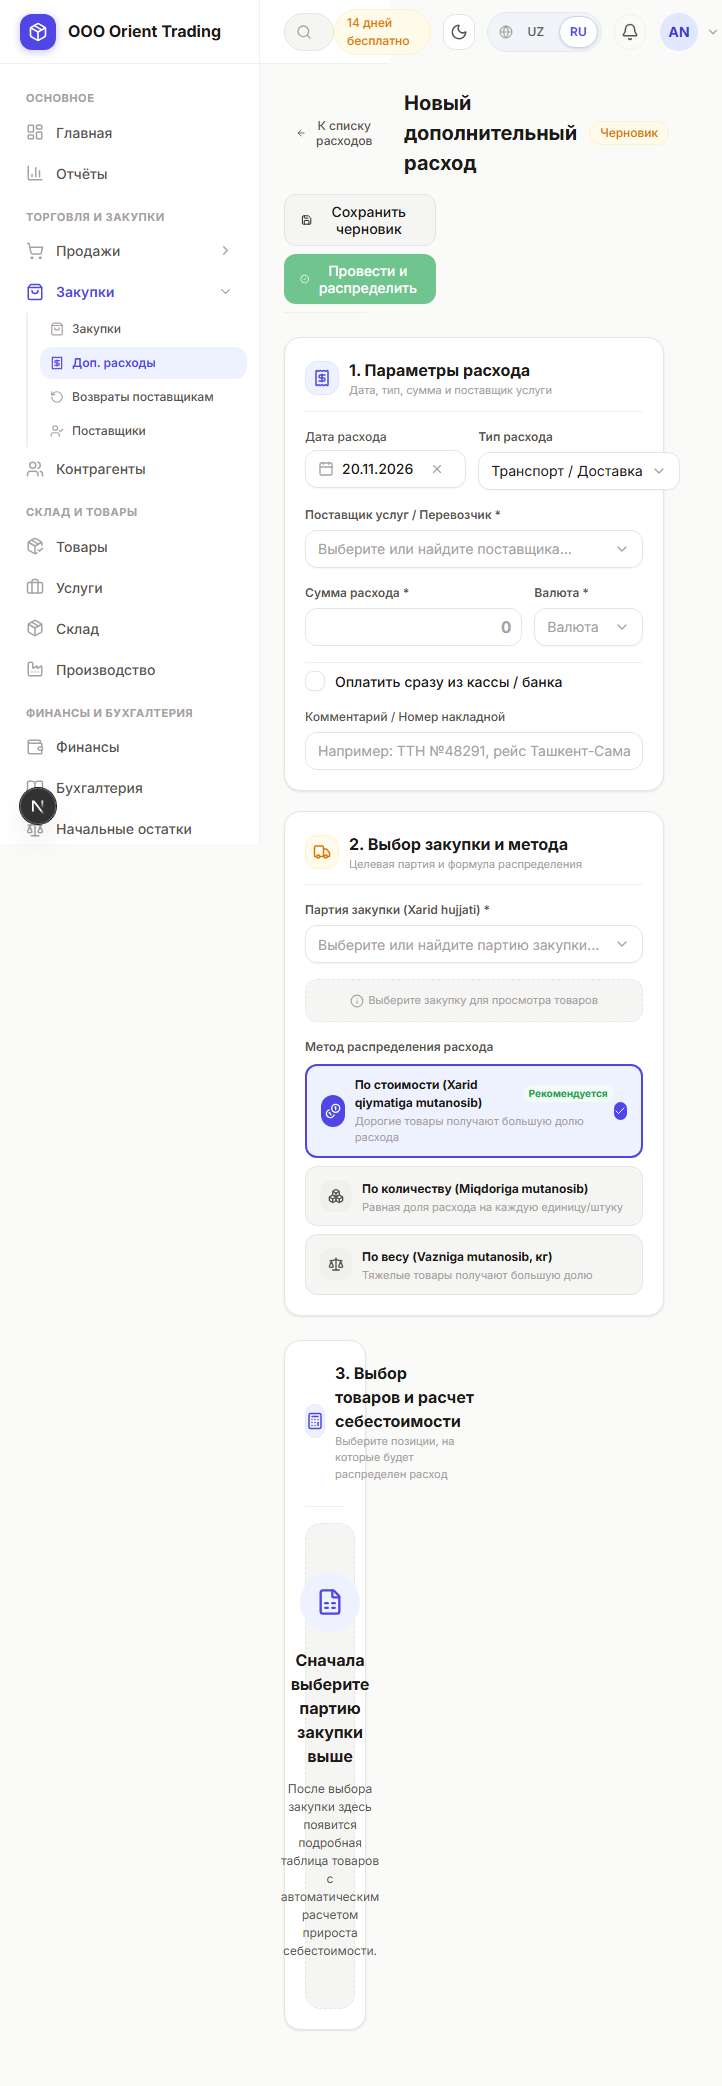 OOO Orient Trading
14 дней
бесплатно
UZ
RU
AN
ОСНОВНОЕ
Главная
Отчёты
ТОРГОВЛЯ И ЗАКУПКИ
Продажи
Закупки
Закупки
Доп. расходы
Возвраты поставщикам
Поставщики
Контрагенты
СКЛАД И ТОВАРЫ
Товары
Услуги
Склад
Производство
ФИНАНСЫ И БУХГАЛТЕРИЯ
Финансы
Бухгалтерия
N
Начальные остатки
К списку
расходов
Новый
дополнительный
расход
Черновик
Сохранить
черновик
Провести и
распределить
1. Параметры расхода
Дата, тип, сумма и поставщик услуги
Дата расхода
Тип расхода
20.11.2026
Транспорт / Доставка
Поставщик услуг / Перевозчик *
Выберите или найдите поставщика...
Сумма расхода *
Валюта *
0
Валюта
Оплатить сразу из кассы / банка
Комментарий / Номер накладной
Например: ТТН №48291, рейс Ташкент-Сама
2. Выбор закупки и метода
Целевая партия и формула распределения
Партия закупки (Xarid hujjati) *
Выберите или найдите партию закупки...
Выберите закупку для просмотра товаров
Метод распределения расхода
По стоимости (Xarid
qiymatiga mutanosib)
Рекомендуется
Дорогие товары получают большую долю
расхода
По количеству (Miqdoriga mutanosib)
Равная доля расхода на каждую единицу/штуку
По весу (Vazniga mutanosib, кг)
Тяжелые товары получают большую долю
3. Выбор
товаров и расчет
себестоимости
Выберите позиции, на
которые будет
распределен расход
Сначала
выберите
партию
закупки
выше
После выбора
закупки здесь
появится
подробная
таблица товаров
с
автоматическим
расчетом
прироста
себестоимости.